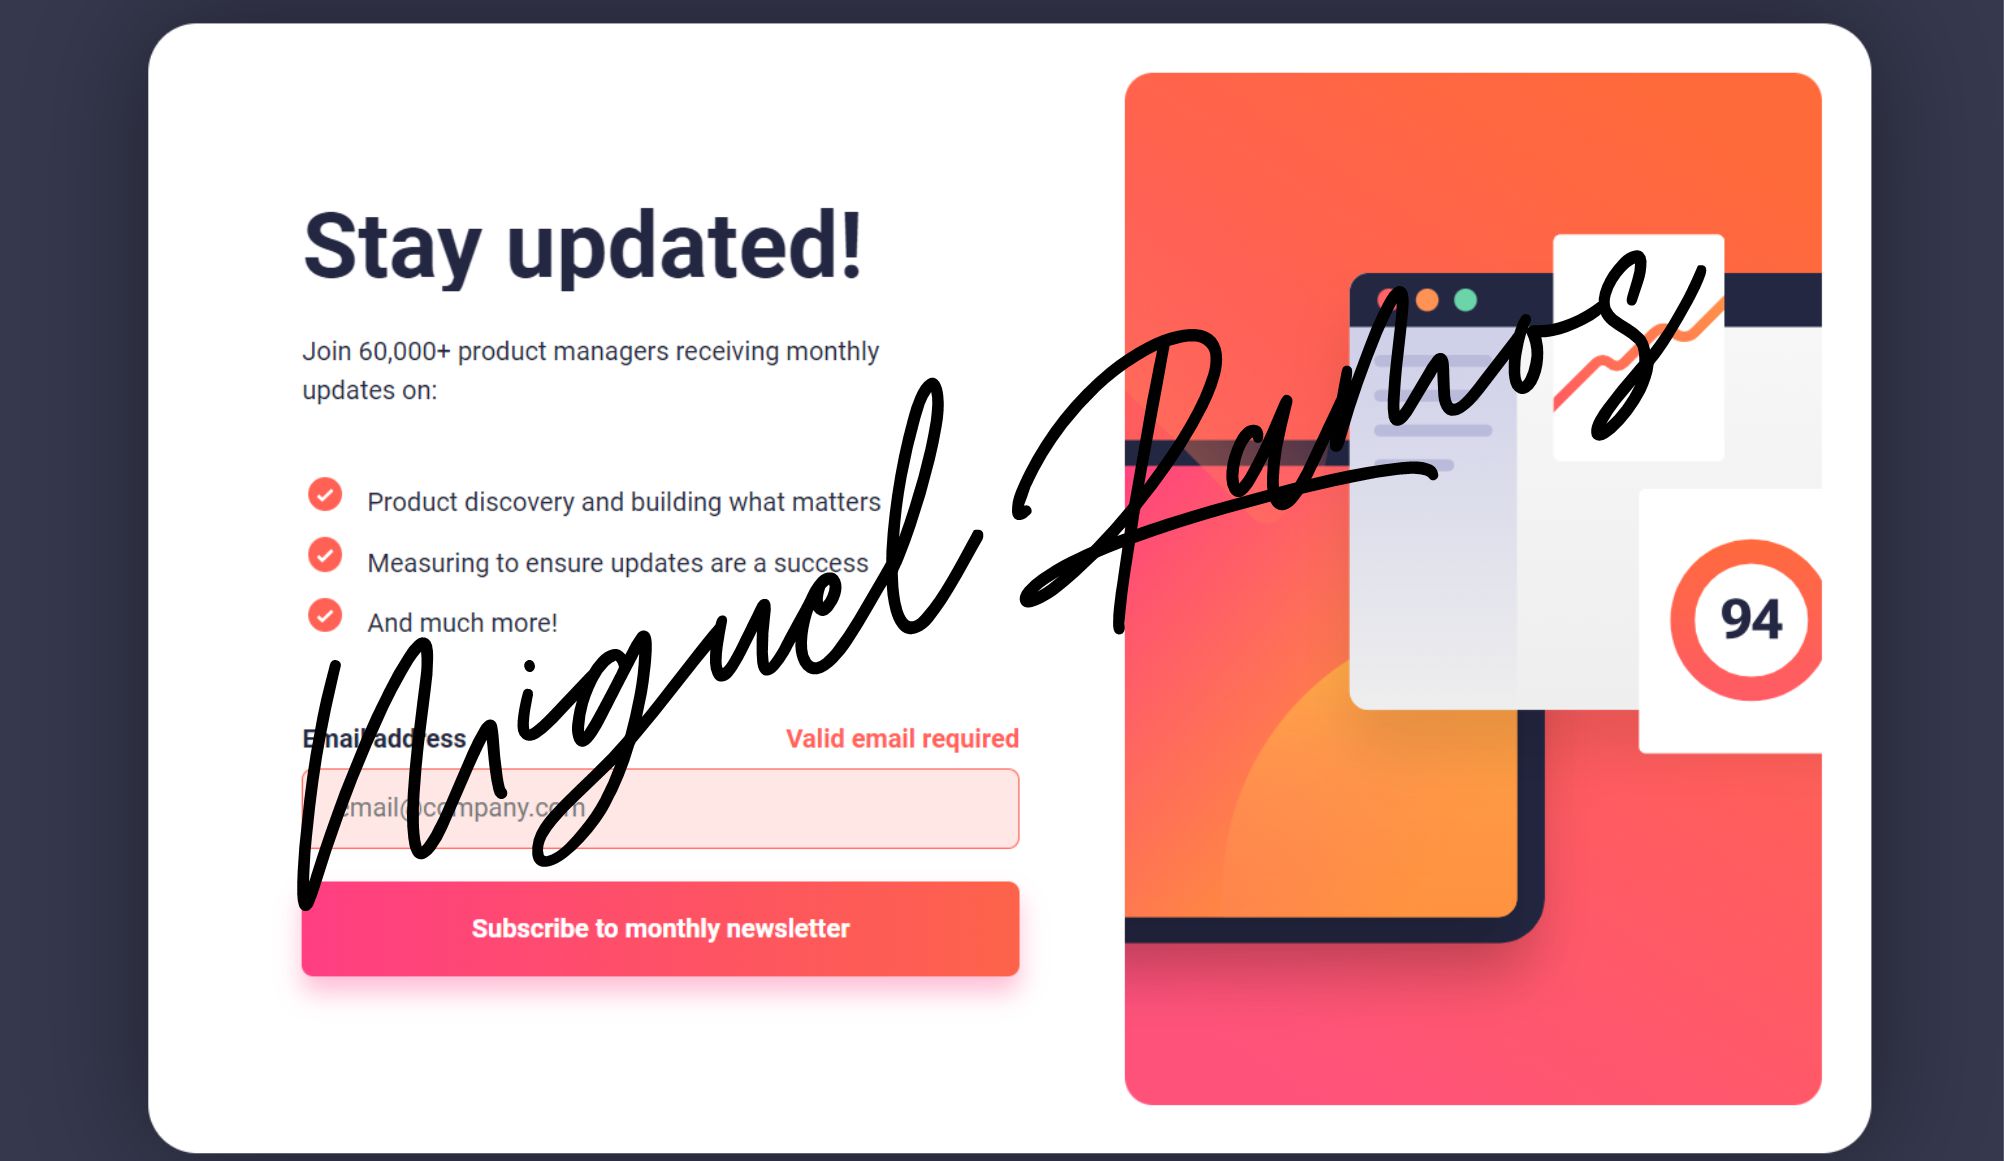 Stay updated!
Join 60,000+ product managers receiving monthly
updates on:
Product discovery and building what matters
Measuring to ensure updates are a success
And much more!
Email address
Valid email required
email@company.com
Subscribe to monthly newsletter
94
Miguel Ramos